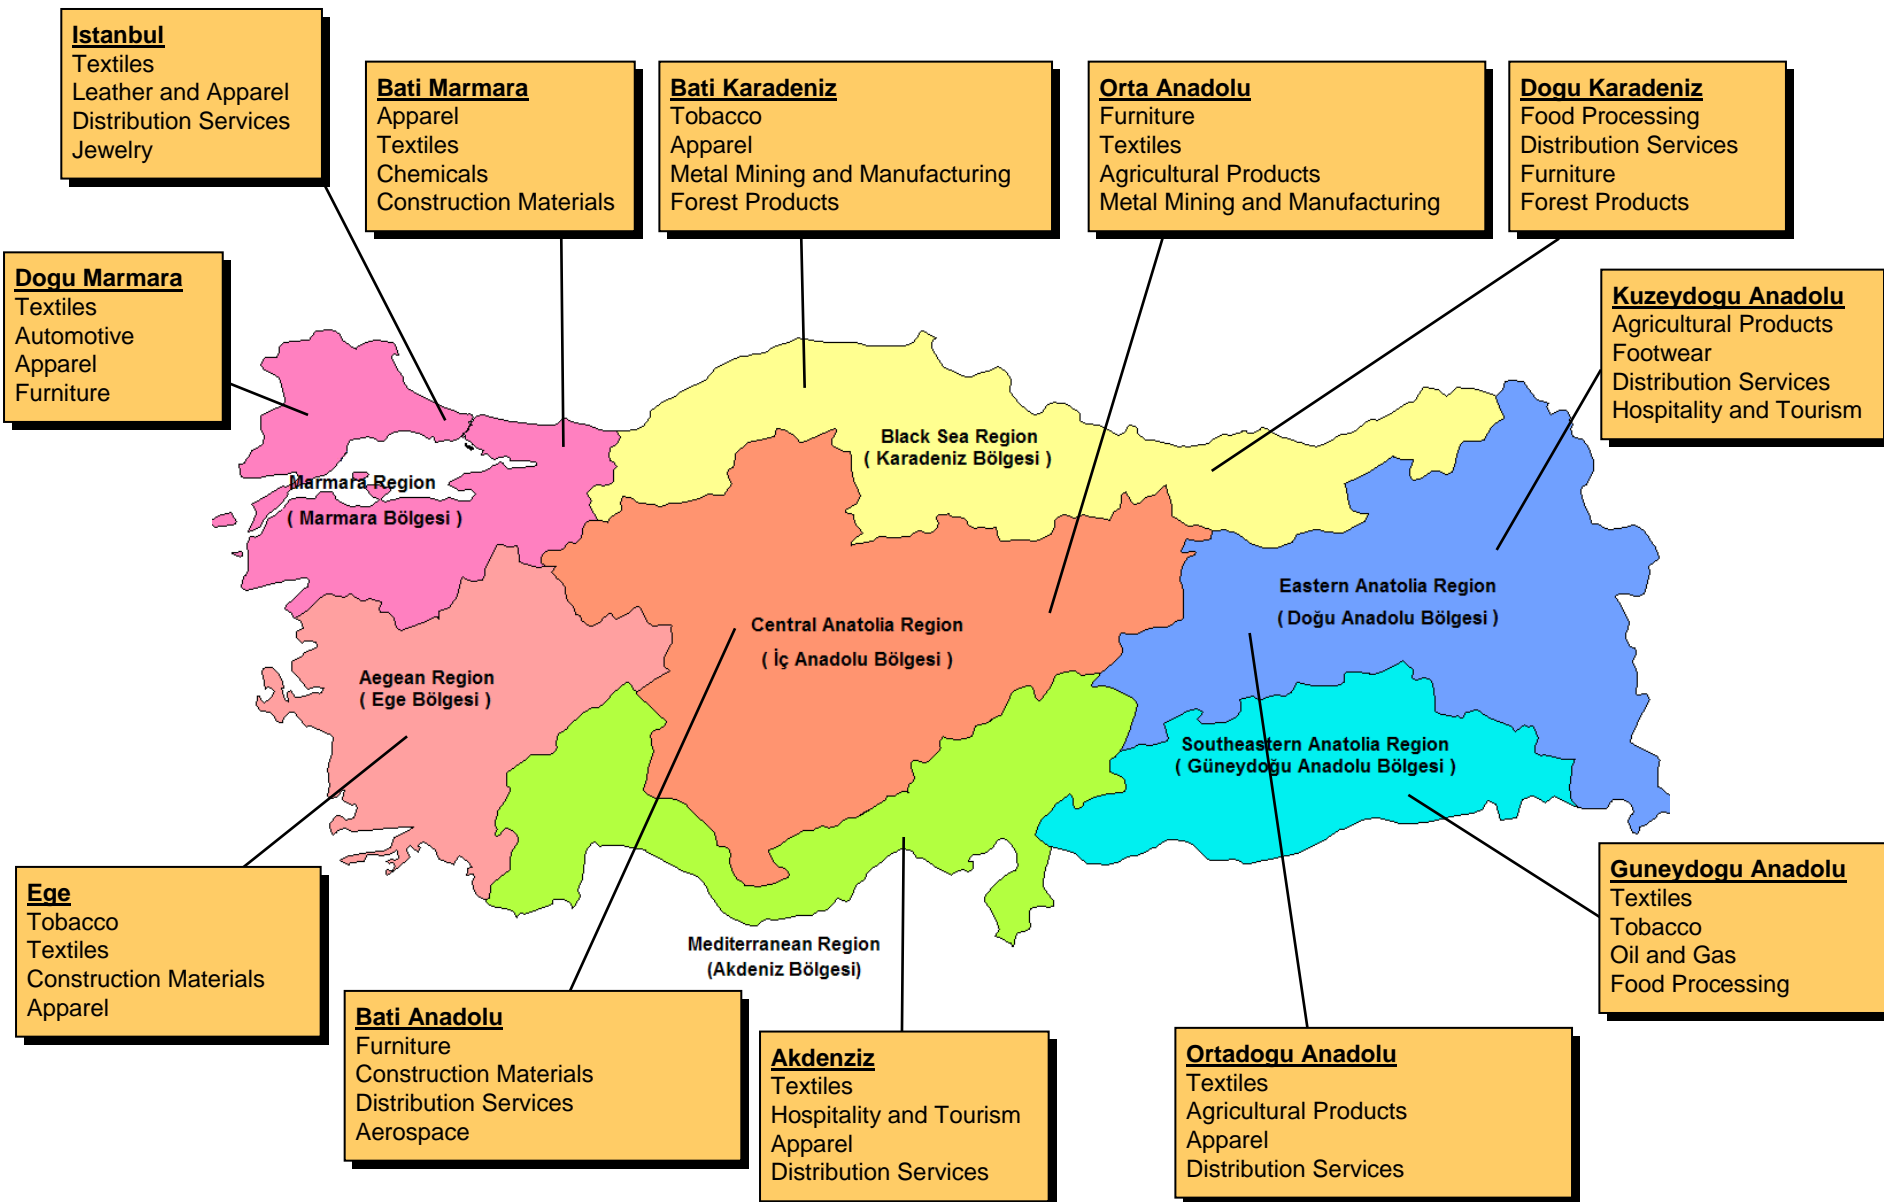 Istanbul
Textiles
Leather and Apparel
Distribution Services
Jewelry
Bati Marmara
Apparel
Textiles
Chemicals
Construction Materials
Bati Karadeniz
Tobacco
Apparel
Metal Mining and Manufacturing
Forest Products
Orta Anadolu
Furniture
Textiles
Agricultural Products
Metal Mining and Manufacturing
Dogu Karadeniz
Food Processing
Distribution Services
Furniture
Forest Products
Dogu Marmara
Textiles
Automotive
Apparel
Furniture
Kuzeydogu Anadolu
Agricultural Products
Footwear
Distribution Services
Hospitality and Tourism
Black Sea Region
( Karadeniz Bölgesi )
Marmara Region
( Marmara Bölgesi )
Eastern Anatolia Region
( Doğu Anadolu Bölgesi )
Central Anatolia Region
( İç Anadolu Bölgesi )
Aegean Region
( Ege Bölgesi )
Southeastern Anatolia Region
( Güneydoğu Anadolu Bölgesi )
Mediterranean Region
(Akdeniz Bölgesi)
Ege
Tobacco
Textiles
Construction Materials
Apparel
Bati Anadolu
Furniture
Construction Materials
Distribution Services
Aerospace
Akdenziz
Textiles
Hospitality and Tourism
Apparel
Distribution Services
Ortadogu Anadolu
Textiles
Agricultural Products
Apparel
Distribution Services
Guneydogu Anadolu
Textiles
Tobacco
Oil and Gas
Food Processing